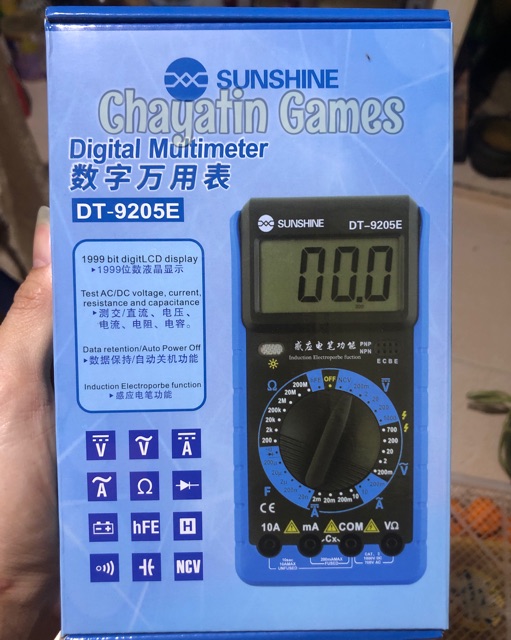 SUNSHINE
Chayatin Games
Digital Multimeter
数字万用表
DT-9205E
1999 bit digitLCD display
▸1999位数液晶显示
Test AC/DC voltage, current,
resistance and capacitance
▸测交/直流、电压、
电流、电阻、电容。
Data retention/Auto Power Off
▸数据保持/自动关机功能
Induction Electroporbe function
▸感应电笔功能
V V A
A Ω
hFE H
NCV
SUNSHINE DT-9205E
00.0
感应电笔功能 PNP
NPN
Induction Electroporbe fuction
E C B E
OFF NCV
Ω 200M
20M
2M
200k
20k
2k
200
F
700
200
20
2
200m
V
A
2m 20m 200m 10
A
CE
10A mA COM VΩ
Cx